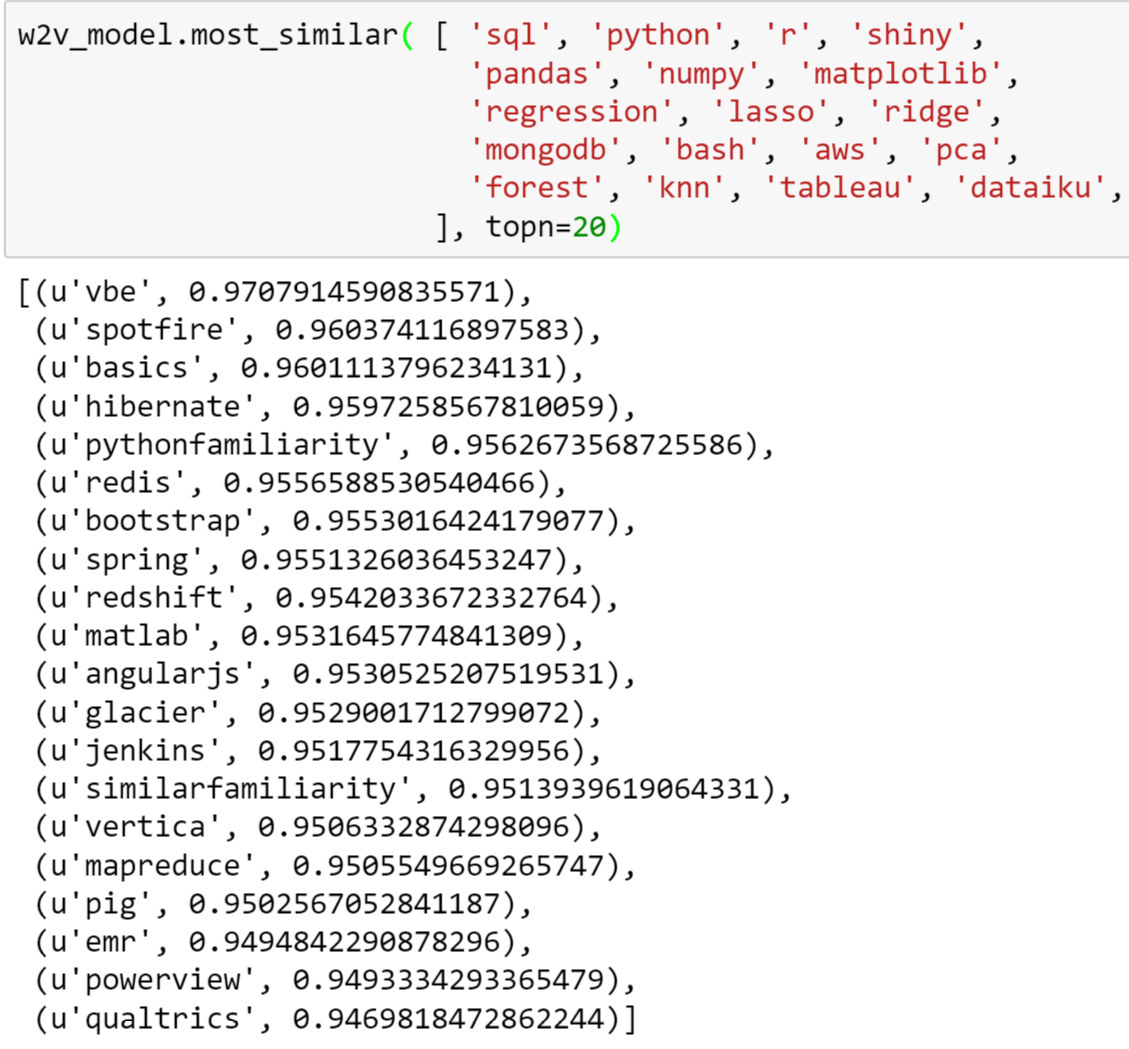 w2v_model.most_similar( [ 'sql', 'python', 'r', 'shiny',
'pandas', 'numpy', 'matplotlib',
'regression', 'lasso', 'ridge',
'mongodb', 'bash', 'aws', 'pca',
'forest', 'knn', 'tableau', 'dataiku',
], topn=20)
[(u'vbe', 0.9707914590835571),
(u'spotfire', 0.960374116897583),
(u'basics', 0.9601113796234131),
(u'hibernate', 0.9597258567810059),
(u'pythonfamiliarity', 0.9562673568725586),
(u'redis', 0.9556588530540466),
(u'bootstrap', 0.9553016424179077),
(u'spring', 0.9551326036453247),
(u'redshift', 0.9542033672332764),
(u'matlab', 0.9531645774841309),
(u'angularjs', 0.9530525207519531),
(u'glacier', 0.9529001712799072),
(u'jenkins', 0.9517754316329956),
(u'similarfamiliarity', 0.9513939619064331),
(u'vertica', 0.9506332874298096),
(u'mapreduce', 0.9505549669265747),
(u'pig', 0.9502567052841187),
(u'emr', 0.9494842290878296),
(u'powerview', 0.9493334293365479),
(u'qualtrics', 0.9469818472862244)]